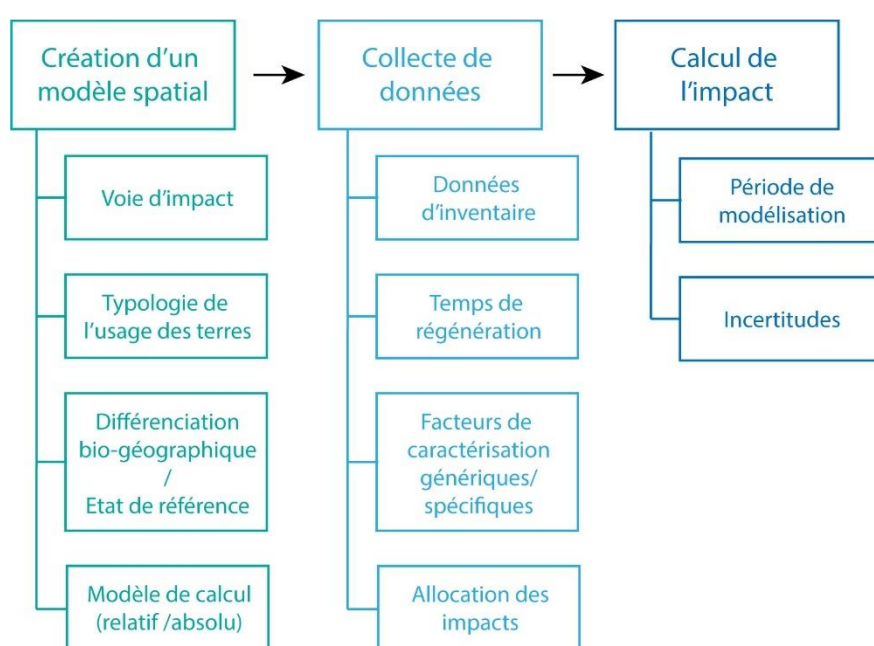 Création d'un
modèle spatial
Voie d'impact
Typologie de
l'usage des terres
Différenciation
bio-géographique
/
Etat de référence
Modèle de calcul
(relatif /absolu)
Collecte de
données
Données
d'inventaire
Temps de
régénération
Facteurs de
caractérisation
génériques/
spécifiques
Allocation des
impacts
Calcul de
l'impact
Période de
modélisation
Incertitudes